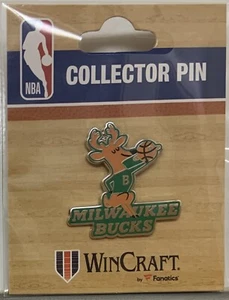 NBA
COLLECTOR PIN
B
MILWAUKEE
BUCKS
WINCRAFT
by Fanatics